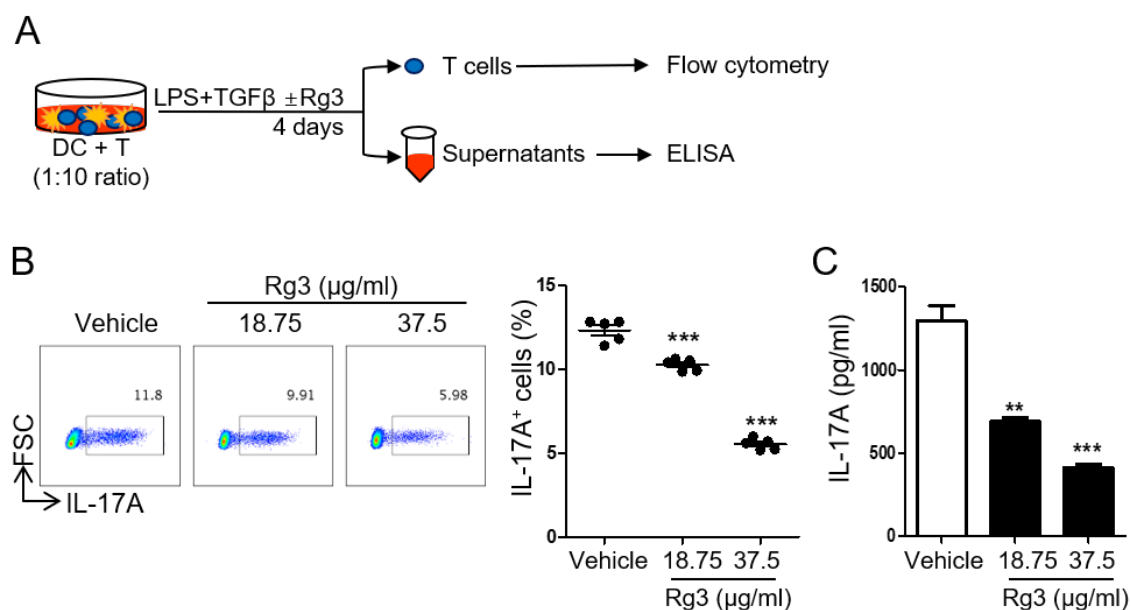 A
LPS+TGFβ ±Rg3
4 days
DC + T
(1:10 ratio)
T cells
Flow cytometry
Supernatants
ELISA
B
Rg3 (µg/ml)
Vehicle
18.75
37.5
11.8
9.91
5.98
FSC
IL-17A
IL-17A⁺ cells (%)
15
10
5
0
***
***
Vehicle
18.75
37.5
Rg3 (µg/ml)
C
IL-17A (pg/ml)
1500
1000
500
0
**
***
Vehicle
18.75
37.5
Rg3 (µg/ml)